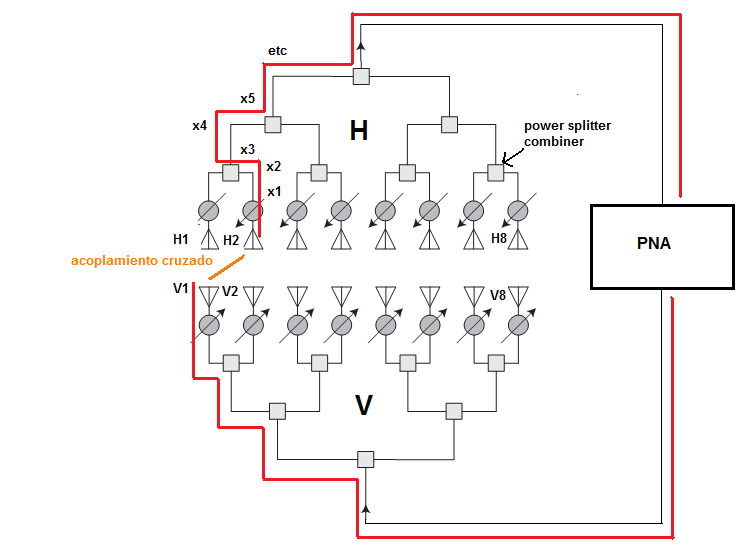 etc
x5
x4
H
power splitter
combiner
x3
x2
x1
H1
H2
H8
PNA
acoplamiento cruzado
V1
V2
V8
V